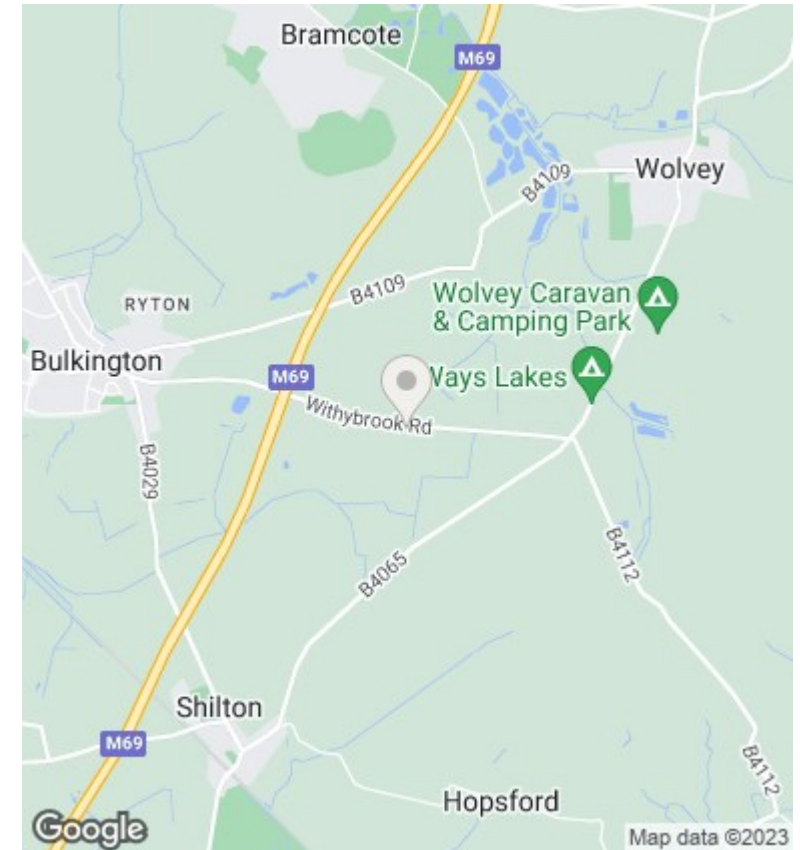 Bramcote
M69
B4109
Wolvey
RYTON
B4109
Wolvey Caravan
& Camping Park
Bulkington
M69
Ways Lakes
Withybrook Rd
B4029
B4065
B4112
Shilton
M69
B4112
Hopsford
Google
Map data ©2023